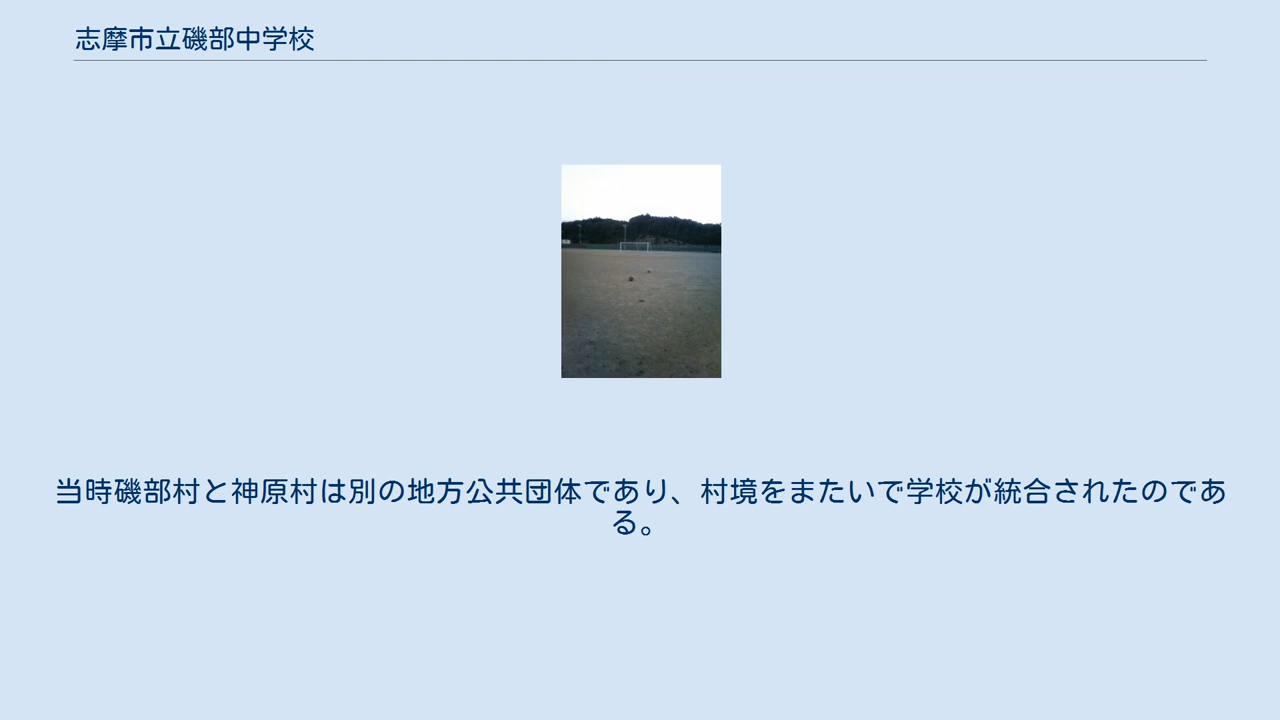 志摩市立磯部中学校
当時磯部村と神原村は別の地方公共団体であり、村境をまたいで学校が統合されたのであ
る。